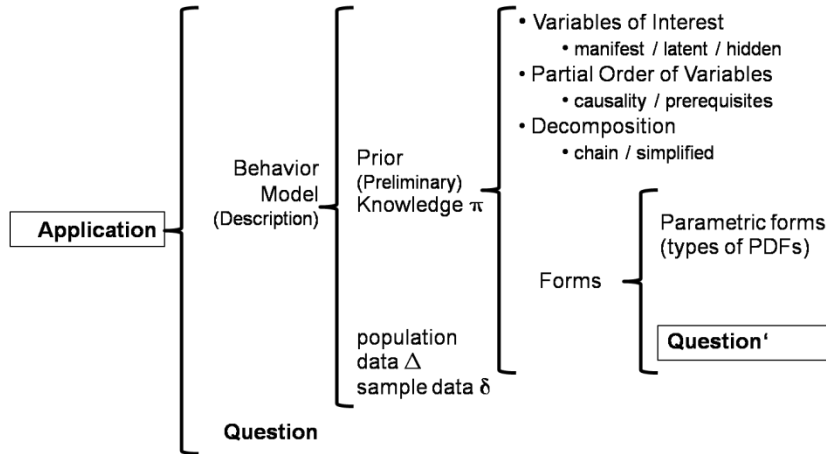 Application
Behavior
Model
(Description)
Question
Prior
(Preliminary)
Knowledge π
population
data Δ
sample data δ
• Variables of Interest
• manifest / latent / hidden
• Partial Order of Variables
• causality / prerequisites
• Decomposition
• chain / simplified
Forms
Parametric forms
(types of PDFs)
Question‘